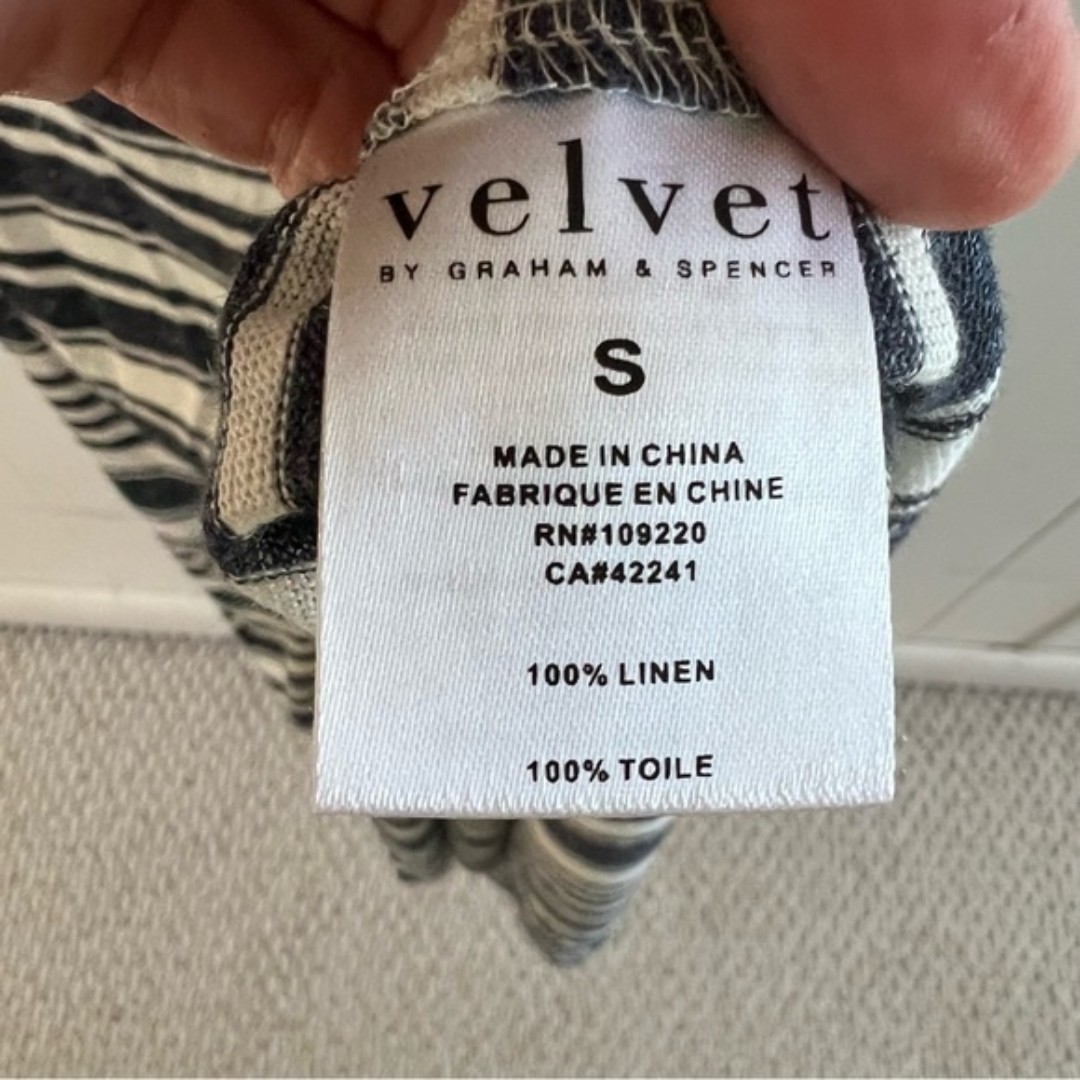 velvet
BY GRAHAM & SPENCER
S
MADE IN CHINA
FABRIQUE EN CHINE
RN#109220
CA#42241
100% LINEN
100% TOILE